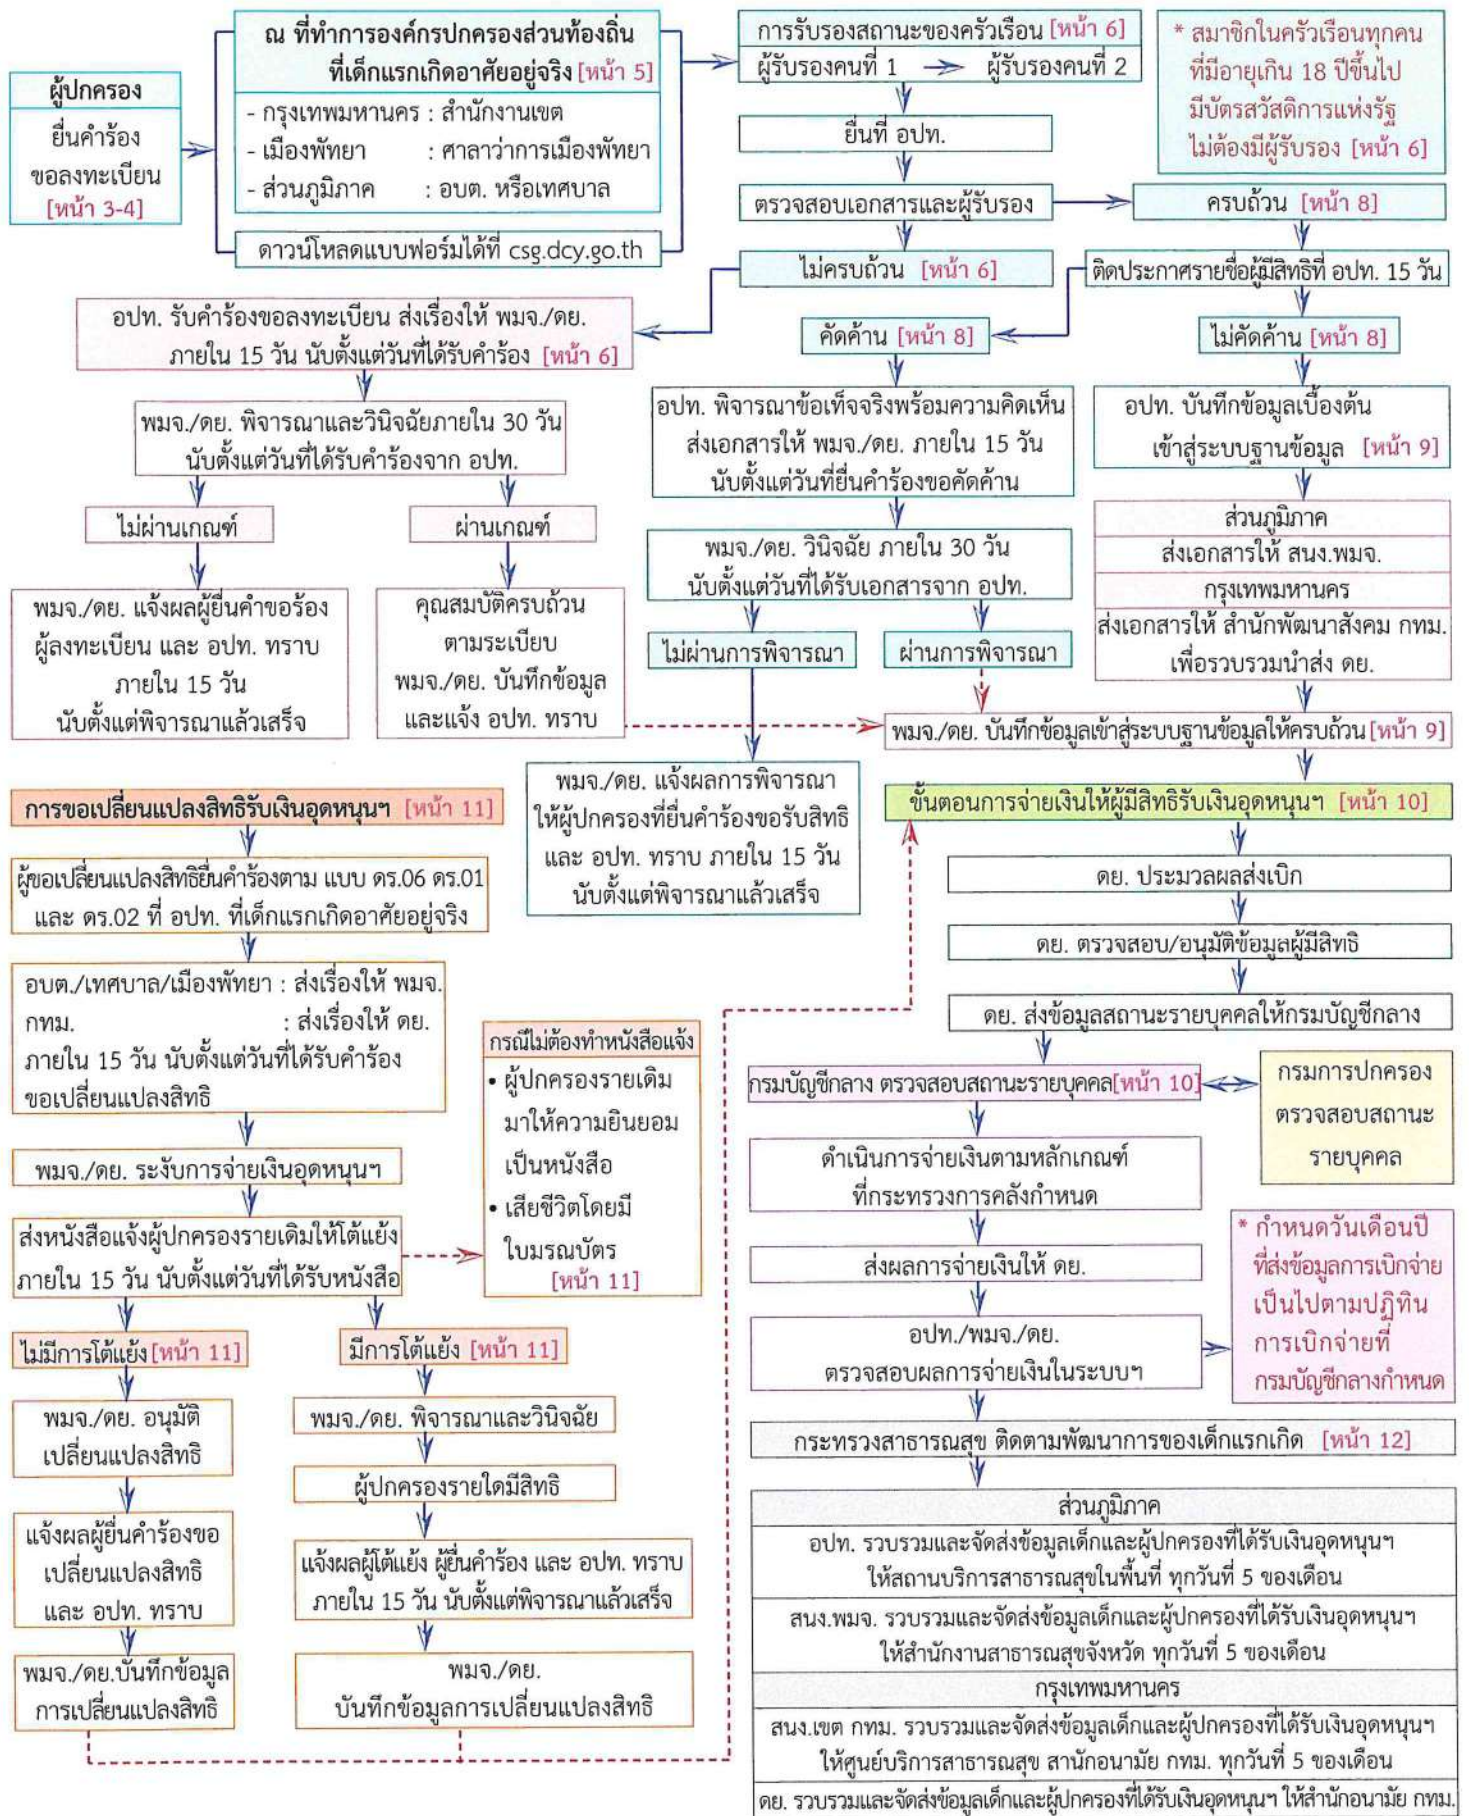 ผู้ปกครอง
ยื่นคำร้อง
ขอลงทะเบียน
[หน้า 3-4]
ณ ที่ทำการองค์กรปกครองส่วนท้องถิ่น
ที่เด็กแรกเกิดอาศัยอยู่จริง [หน้า 5]
- กรุงเทพมหานคร : สำนักงานเขต
- เมืองพัทยา : ศาลาว่าการเมืองพัทยา
- ส่วนภูมิภาค : อบต. หรือเทศบาล
ดาวน์โหลดแบบฟอร์มได้ที่ csg.dcy.go.th
การรับรองสถานะของครัวเรือน [หน้า 6]
ผู้รับรองคนที่ 1 ผู้รับรองคนที่ 2
* สมาชิกในครัวเรือนทุกคน
ที่มีอายุเกิน 18 ปีขึ้นไป
มีบัตรสวัสดิการแห่งรัฐ
ไม่ต้องมีผู้รับรอง [หน้า 6]
ยื่นที่ อปท.
ตรวจสอบเอกสารและผู้รับรอง
ครบถ้วน [หน้า 8]
ไม่ครบถ้วน [หน้า 6]
ติดประกาศรายชื่อผู้มีสิทธิที่ อปท. 15 วัน
อปท. รับคำร้องขอลงทะเบียน ส่งเรื่องให้ พมจ./ดย.
ภายใน 15 วัน นับตั้งแต่วันที่ได้รับคำร้อง [หน้า 6]
คัดค้าน [หน้า 8]
ไม่คัดค้าน [หน้า 8]
พมจ./ดย. พิจารณาและวินิจฉัยภายใน 30 วัน
นับตั้งแต่วันที่ได้รับคำร้องจาก อปท.
อปท. พิจารณาข้อเท็จจริงพร้อมความคิดเห็น
ส่งเอกสารให้ พมจ./ดย. ภายใน 15 วัน
นับตั้งแต่วันที่ยื่นคำร้องขอคัดค้าน
อปท. บันทึกข้อมูลเบื้องต้น
เข้าสู่ระบบฐานข้อมูล [หน้า 9]
ไม่ผ่านเกณฑ์
ผ่านเกณฑ์
พมจ./ดย. วินิจฉัย ภายใน 30 วัน
นับตั้งแต่วันที่ได้รับเอกสารจาก อปท.
ส่วนภูมิภาค
ส่งเอกสารให้ สนง.พมจ.
กรุงเทพมหานคร
ส่งเอกสารให้ สำนักพัฒนาสังคม กทม.
เพื่อรวบรวมนำส่ง ดย.
พมจ./ดย. แจ้งผลผู้ยื่นคำขอร้อง
ผู้ลงทะเบียน และ อปท. ทราบ
ภายใน 15 วัน
นับตั้งแต่พิจารณาแล้วเสร็จ
คุณสมบัติครบถ้วน
ตามระเบียบ
พมจ./ดย. บันทึกข้อมูล
และแจ้ง อปท. ทราบ
ไม่ผ่านการพิจารณา
ผ่านการพิจารณา
พมจ./ดย. บันทึกข้อมูลเข้าสู่ระบบฐานข้อมูลให้ครบถ้วน [หน้า 9]
พมจ./ดย. แจ้งผลการพิจารณา
ให้ผู้ปกครองที่ยื่นคำร้องขอรับสิทธิ
และ อปท. ทราบ ภายใน 15 วัน
นับตั้งแต่พิจารณาแล้วเสร็จ
การขอเปลี่ยนแปลงสิทธิรับเงินอุดหนุนฯ [หน้า 11]
ผู้ขอเปลี่ยนแปลงสิทธิยื่นคำร้องตาม แบบ ดร.06 ดร.01
และ ดร.02 ที่ อปท. ที่เด็กแรกเกิดอาศัยอยู่จริง
อบต./เทศบาล/เมืองพัทยา : ส่งเรื่องให้ พมจ.
กทม. : ส่งเรื่องให้ ดย.
ภายใน 15 วัน นับตั้งแต่วันที่ได้รับคำร้อง
ขอเปลี่ยนแปลงสิทธิ
พมจ./ดย. ระงับการจ่ายเงินอุดหนุนฯ
ส่งหนังสือแจ้งผู้ปกครองรายเดิมให้โต้แย้ง
ภายใน 15 วัน นับตั้งแต่วันที่ได้รับหนังสือ
กรณีไม่ต้องทำหนังสือแจ้ง
• ผู้ปกครองรายเดิม
มาให้ความยินยอม
เป็นหนังสือ
• เสียชีวิตโดยมี
ใบมรณบัตร
[หน้า 11]
ไม่มีการโต้แย้ง [หน้า 11]
มีการโต้แย้ง [หน้า 11]
พมจ./ดย. อนุมัติ
เปลี่ยนแปลงสิทธิ
แจ้งผลผู้ยื่นคำร้องขอ
เปลี่ยนแปลงสิทธิ
และ อปท. ทราบ
พมจ./ดย.บันทึกข้อมูล
การเปลี่ยนแปลงสิทธิ
พมจ./ดย. พิจารณาและวินิจฉัย
ผู้ปกครองรายใดมีสิทธิ
แจ้งผลผู้โต้แย้ง ผู้ยื่นคำร้อง และ อปท. ทราบ
ภายใน 15 วัน นับตั้งแต่พิจารณาแล้วเสร็จ
พมจ./ดย.
บันทึกข้อมูลการเปลี่ยนแปลงสิทธิ
ขั้นตอนการจ่ายเงินให้ผู้มีสิทธิรับเงินอุดหนุนฯ [หน้า 10]
ดย. ประมวลผลส่งเบิก
ดย. ตรวจสอบ/อนุมัติข้อมูลผู้มีสิทธิ
ดย. ส่งข้อมูลสถานะรายบุคคลให้กรมบัญชีกลาง
กรมบัญชีกลาง ตรวจสอบสถานะรายบุคคล[หน้า 10]
กรมการปกครอง
ตรวจสอบสถานะ
รายบุคคล
ดำเนินการจ่ายเงินตามหลักเกณฑ์
ที่กระทรวงการคลังกำหนด
ส่งผลการจ่ายเงินให้ ดย.
อปท./พมจ./ดย.
ตรวจสอบผลการจ่ายเงินในระบบฯ
* กำหนดวันเดือนปี
ที่ส่งข้อมูลการเบิกจ่าย
เป็นไปตามปฏิทิน
การเบิกจ่ายที่
กรมบัญชีกลางกำหนด
กระทรวงสาธารณสุข ติดตามพัฒนาการของเด็กแรกเกิด [หน้า 12]
ส่วนภูมิภาค
อปท. รวบรวมและจัดส่งข้อมูลเด็กและผู้ปกครองที่ได้รับเงินอุดหนุนฯ
ให้สถานบริการสาธารณสุขในพื้นที่ ทุกวันที่ 5 ของเดือน
สนง.พมจ. รวบรวมและจัดส่งข้อมูลเด็กและผู้ปกครองที่ได้รับเงินอุดหนุนฯ
ให้สำนักงานสาธารณสุขจังหวัด ทุกวันที่ 5 ของเดือน
กรุงเทพมหานคร
สนง.เขต กทม. รวบรวมและจัดส่งข้อมูลเด็กและผู้ปกครองที่ได้รับเงินอุดหนุนฯ
ให้ศูนย์บริการสาธารณสุข สานักอนามัย กทม. ทุกวันที่ 5 ของเดือน
ดย. รวบรวมและจัดส่งข้อมูลเด็กและผู้ปกครองที่ได้รับเงินอุดหนุนฯ ให้สำนักอนามัย กทม.